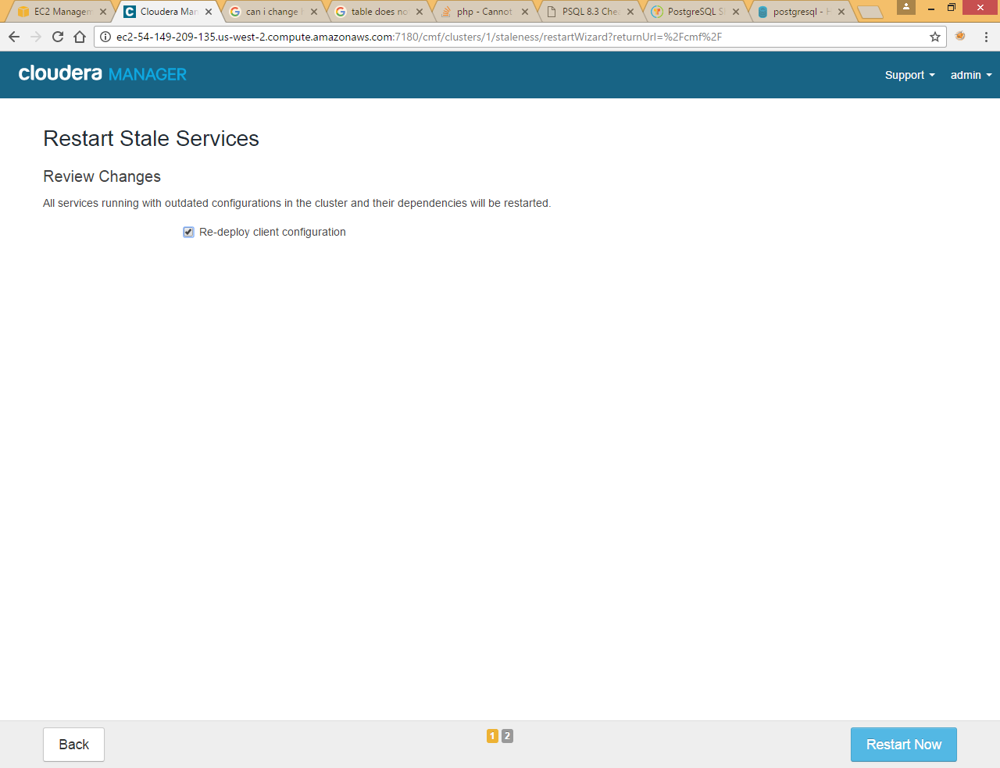 EC2 Managem
Cloudera Man
can i change
table does no
php - Cannot
PSQL 8.3 Che
PostgreSQL S
postgresql - H
ec2-54-149-209-135.us-west-2.compute.amazonaws.com:7180/cmf/clusters/1/staleness/restartWizard?returnUrl=%2Fcmf%2F
cloudera MANAGER
Support
admin
Restart Stale Services
Review Changes
All services running with outdated configurations in the cluster and their dependencies will be restarted.
Re-deploy client configuration
Back
1 2
Restart Now